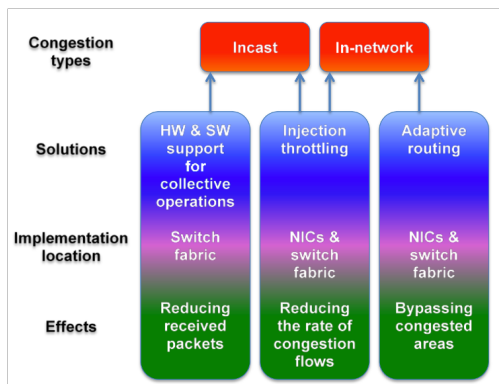 Congestion
types
Incast
In-network
Solutions
HW & SW
support
for
collective
operations
Injection
throttling
Adaptive
routing
Implementation
location
Switch
fabric
NICs &
switch
fabric
NICs &
switch
fabric
Effects
Reducing
received
packets
Reducing
the rate of
congestion
flows
Bypassing
congested
areas